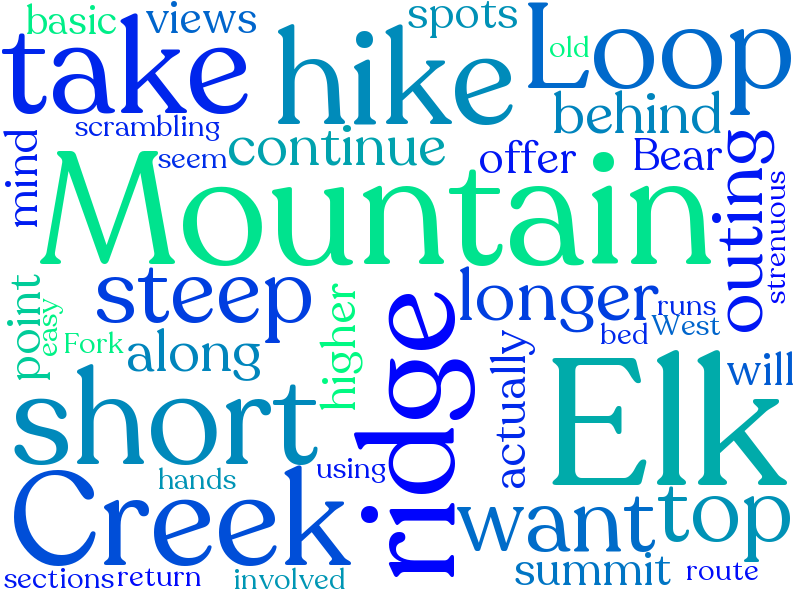 basic
views
spots
Loop
take
hike
old
behind
scrambling
continue
seem
offer
Bear
mind
Mountain
outing
strenuous
steep
longer
runs
point
easy
higher
ridge
bed
West
Fork
along
actually
will
short
Elk
hands
using
Creek
want
top
summit
route
sections
return
involved